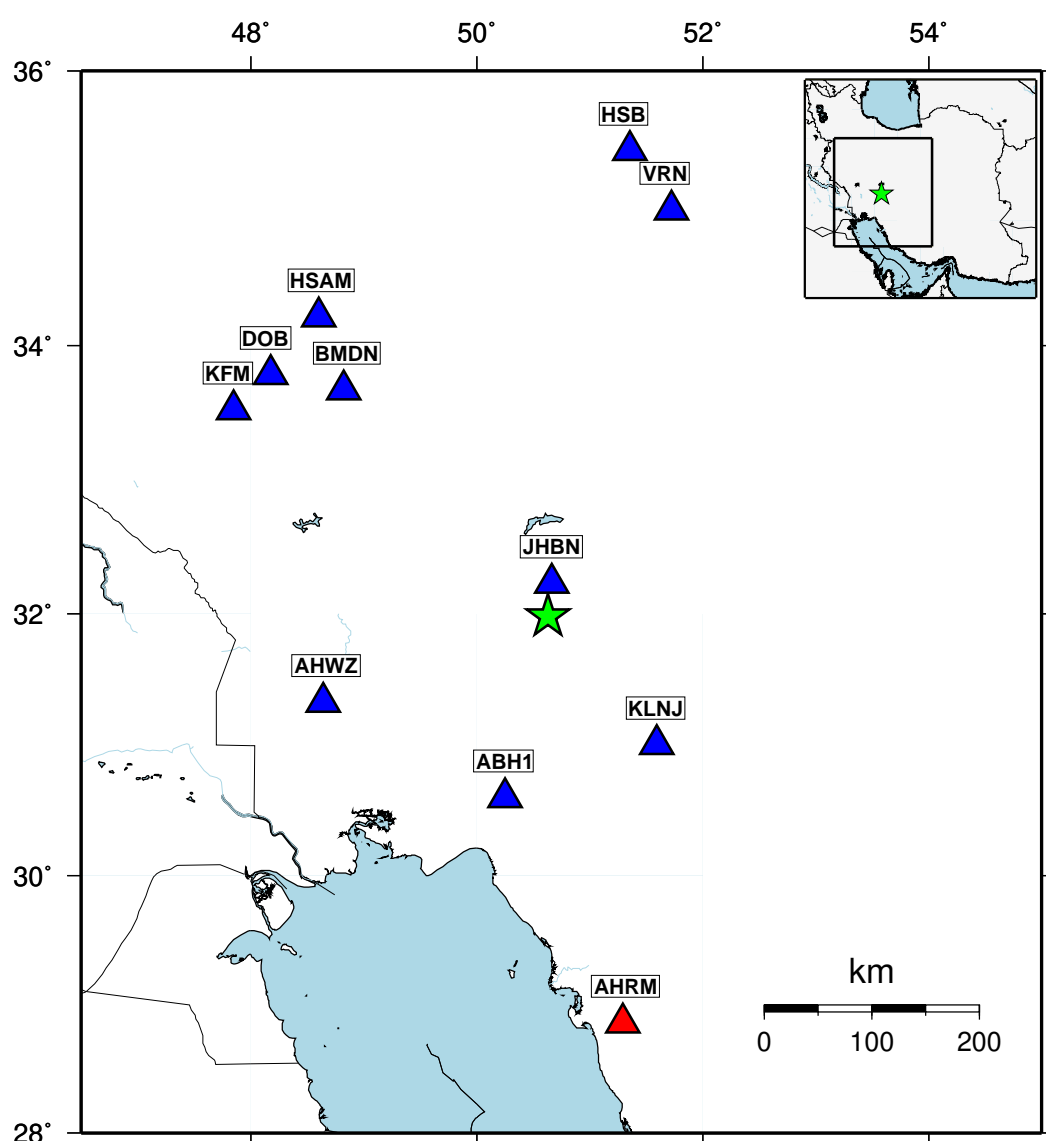 48° 50° 52° 54°
36°
HSB
VRN
HSAM
34°
DOB
BMDN
KFM
JHBN
32°
AHWZ
KLNJ
ABH1
30°
km
AHRM
0 100 200
28°